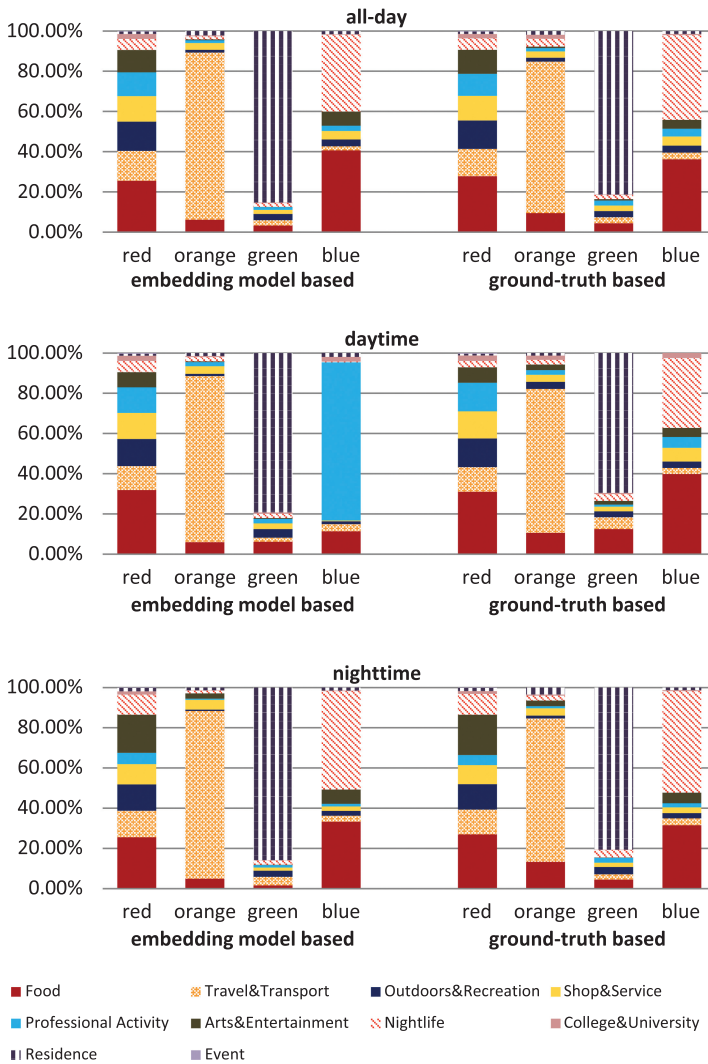 all-day
100.00%
80.00%
60.00%
40.00%
20.00%
0.00%
red orange green blue red orange green blue
embedding model based ground-truth based
daytime
100.00%
80.00%
60.00%
40.00%
20.00%
0.00%
red orange green blue red orange green blue
embedding model based ground-truth based
nighttime
100.00%
80.00%
60.00%
40.00%
20.00%
0.00%
red orange green blue red orange green blue
embedding model based ground-truth based
Food Travel&Transport Outdoors&Recreation Shop&Service
Professional Activity Arts&Entertainment Nightlife College&University
Residence Event